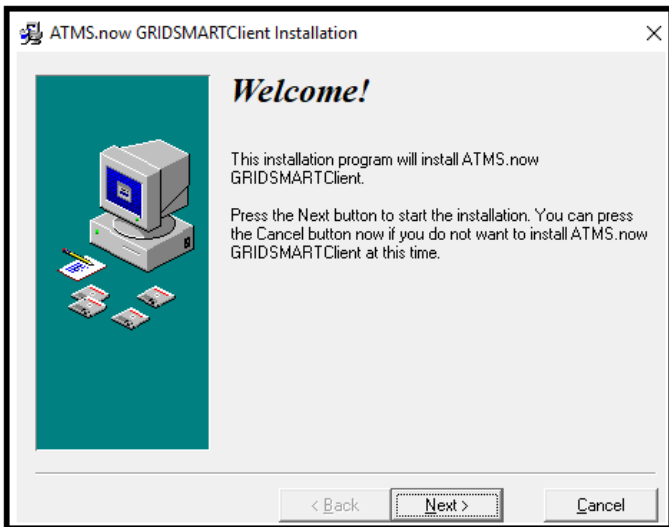 ATMS.now GRIDSMARTClient Installation
Welcome!
This installation program will install ATMS.now
GRIDSMARTClient.
Press the Next button to start the installation. You can press
the Cancel button now if you do not want to install ATMS.now
GRIDSMARTClient at this time.
< Back
Next >
Cancel